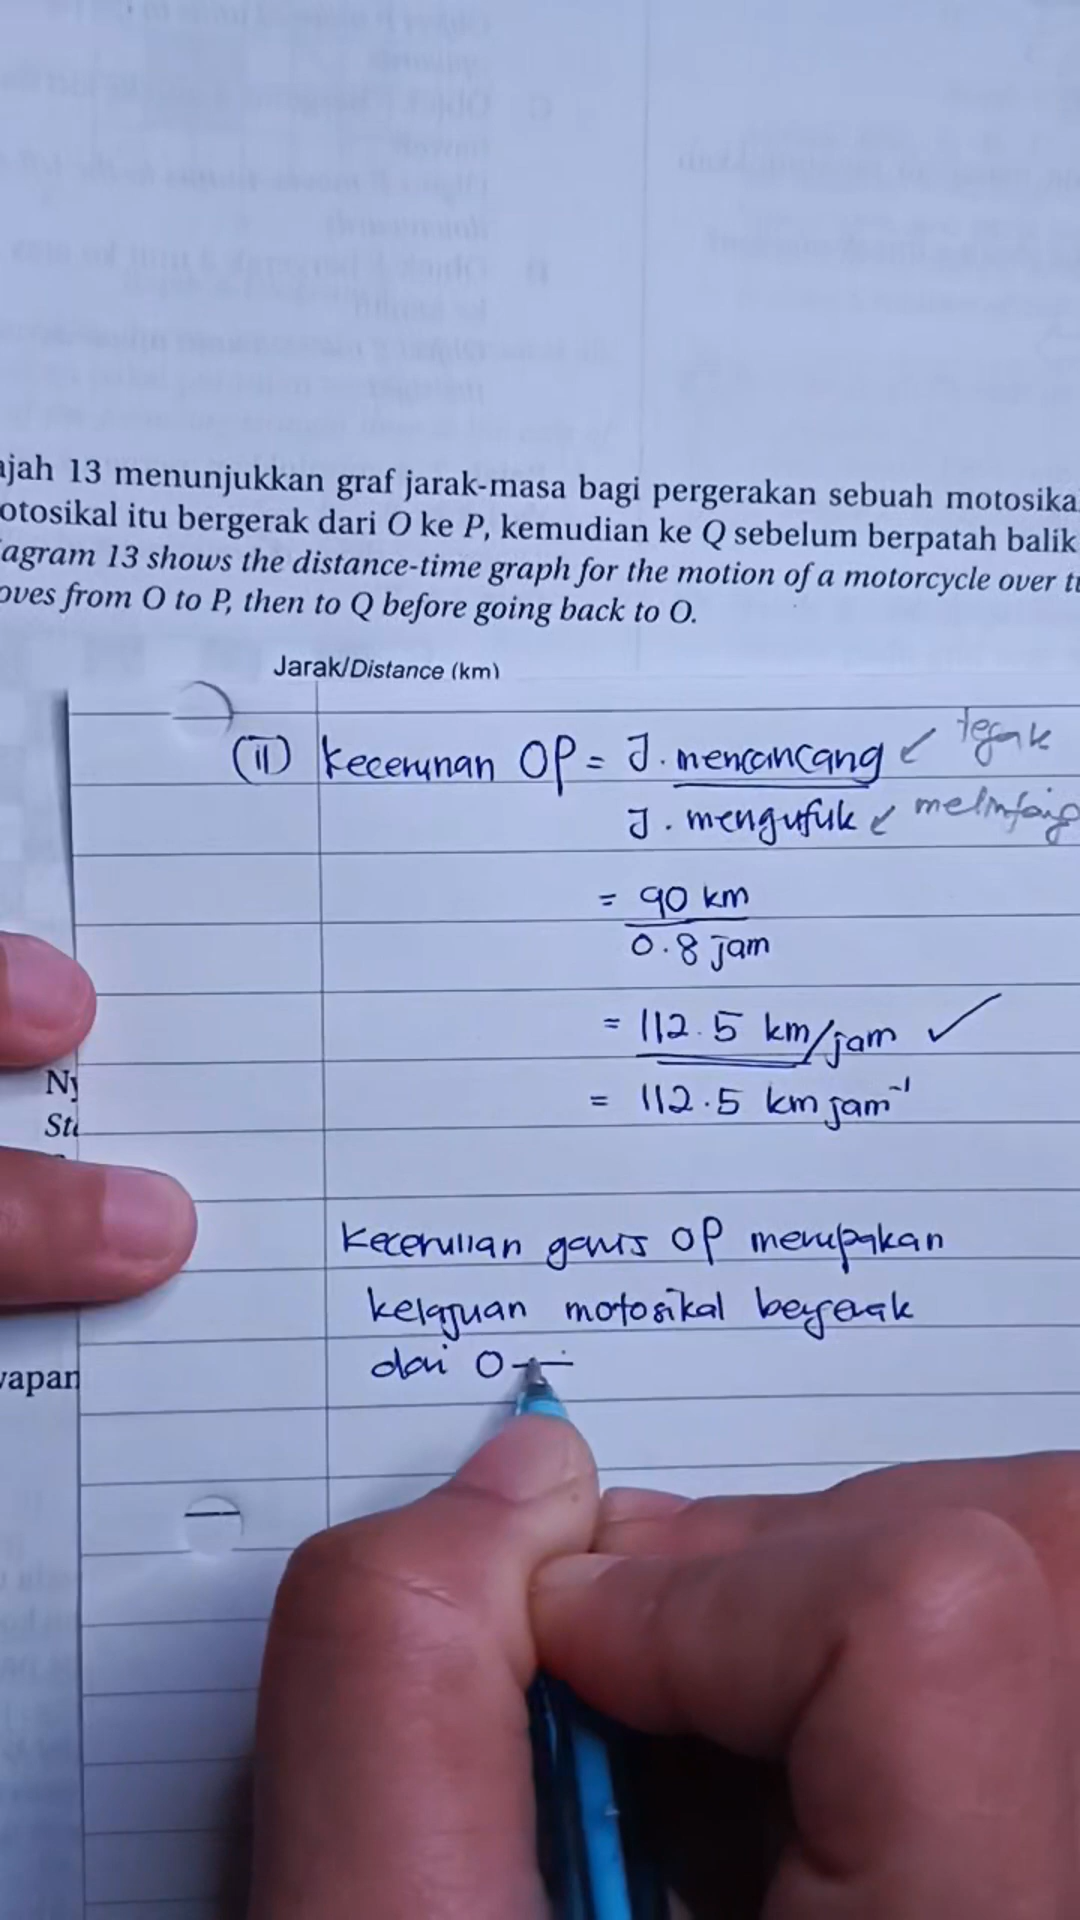 ajah 13 menunjukkan graf jarak-masa bagi pergerakan sebuah motosika
otosikal itu bergerak dari O ke P, kemudian ke Q sebelum berpatah balik
agram 13 shows the distance-time graph for the motion of a motorcycle over
oves from O to P, then to Q before going back to O.
Jarak/Distance (km)
(ii) Kecerunan OP = J. mencancang ✓ tegak
J. mengufuk ✓ melintang
= 90 km
0.8 jam
= 112.5 km/jam ✓
= 112.5 km jam⁻¹
Ny
Kecerunan garis OP merupakan
kelajuan motosikal bergerak
dari O
wapan